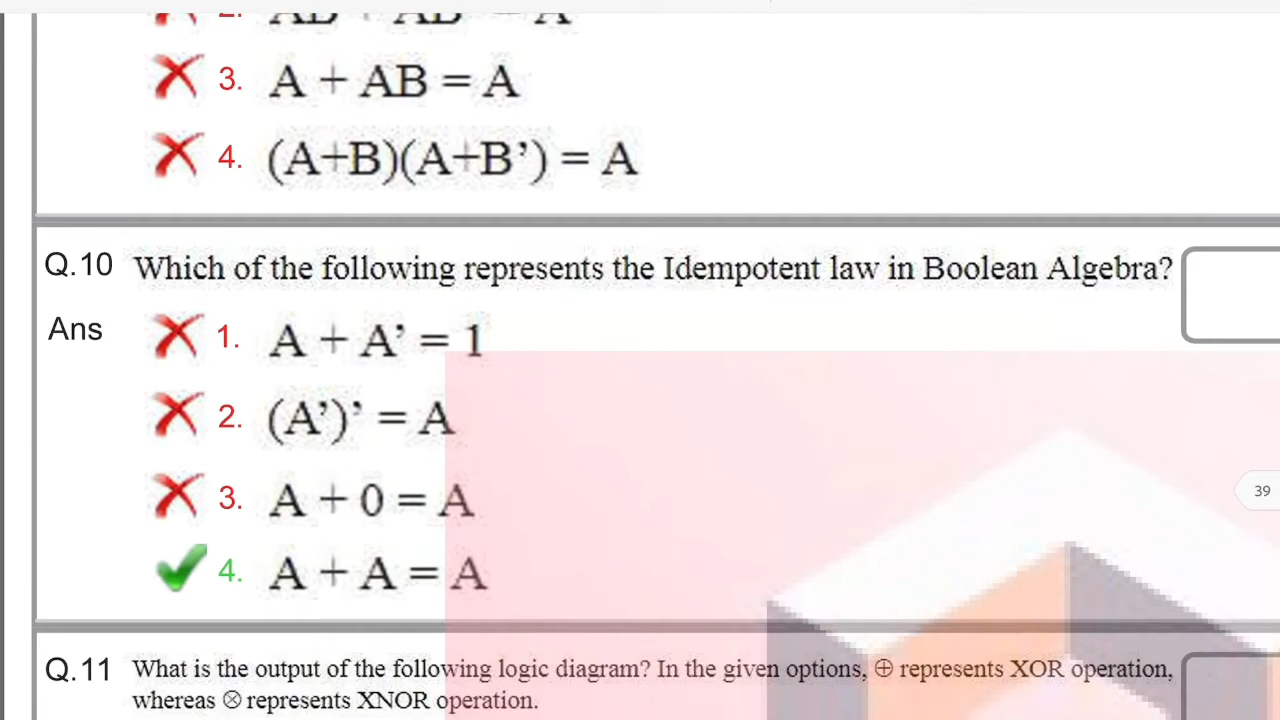 3. A + AB = A
4. (A+B)(A+B’) = A
Q.10 Which of the following represents the Idempotent law in Boolean Algebra?
Ans 1. A + A’ = 1
2. (A’)’ = A
3. A + 0 = A
4. A + A = A
39
Q.11 What is the output of the following logic diagram? In the given options, ⊕ represents XOR operation,
whereas ⊗ represents XNOR operation.